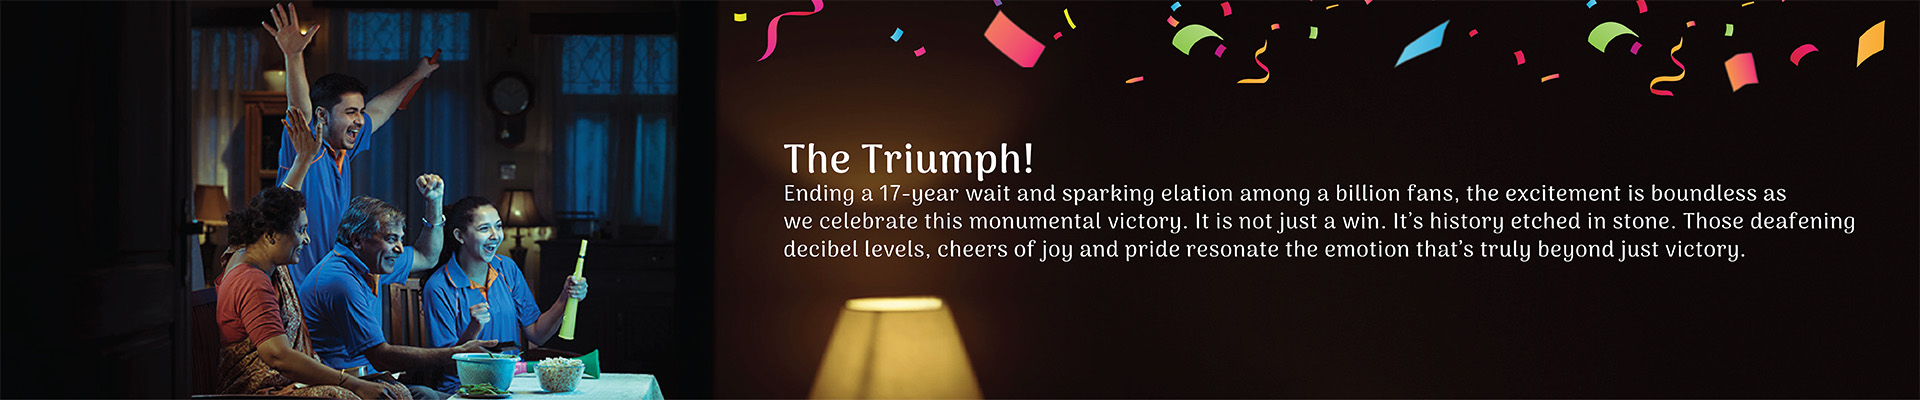 The Triumph!
Ending a 17-year wait and sparking elation among a billion fans, the excitement is boundless as
we celebrate this monumental victory. It is not just a win. It’s history etched in stone. Those deafening
decibel levels, cheers of joy and pride resonate the emotion that’s truly beyond just victory.